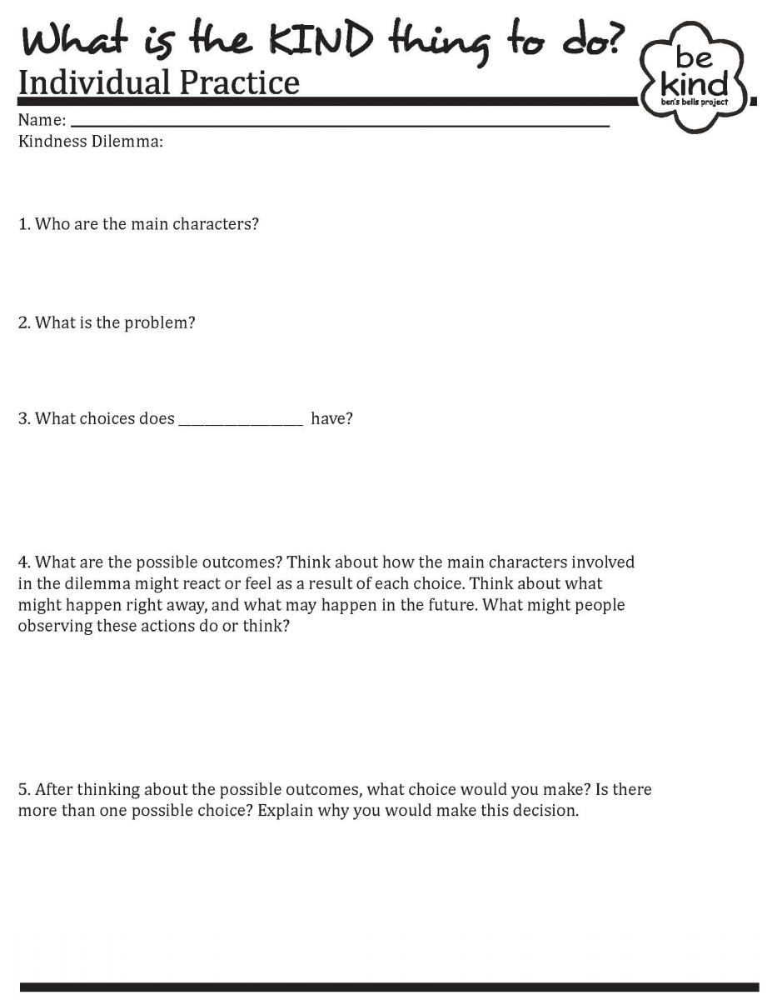 What is the KIND thing to do?
Individual Practice
be
kind
ben's bells project
Name: ____________________
Kindness Dilemma:
1. Who are the main characters?
2. What is the problem?
3. What choices does _______________ have?
4. What are the possible outcomes? Think about how the main characters involved
in the dilemma might react or feel as a result of each choice. Think about what
might happen right away, and what may happen in the future. What might people
observing these actions do or think?
5. After thinking about the possible outcomes, what choice would you make? Is there
more than one possible choice? Explain why you would make this decision.